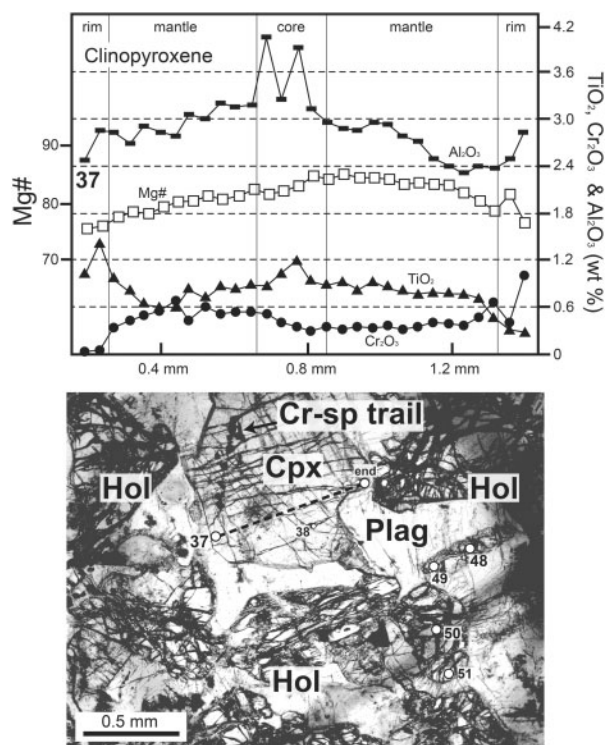 rim mantle core mantle rim
4.2
Clinopyroxene
3.6
3.0
90
Al₂O₃
2.4
37
Mg#
80
1.8
70
TiO₂
1.2
0.6
Cr₂O₃
0
0.4 mm 0.8 mm 1.2 mm
Mg#
TiO₂, Cr₂O₃ & Al₂O₃ (wt %)
Cr-sp trail
Cpx
end
Hol
Hol
Plag
37
38
48
49
50
51
Hol
0.5 mm